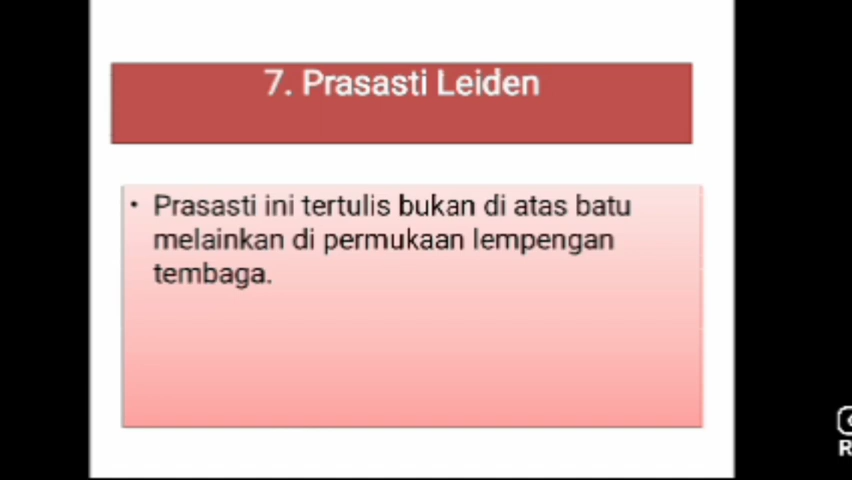 7. Prasasti Leiden
• Prasasti ini tertulis bukan di atas batu
melainkan di permukaan lempengan
tembaga.
R